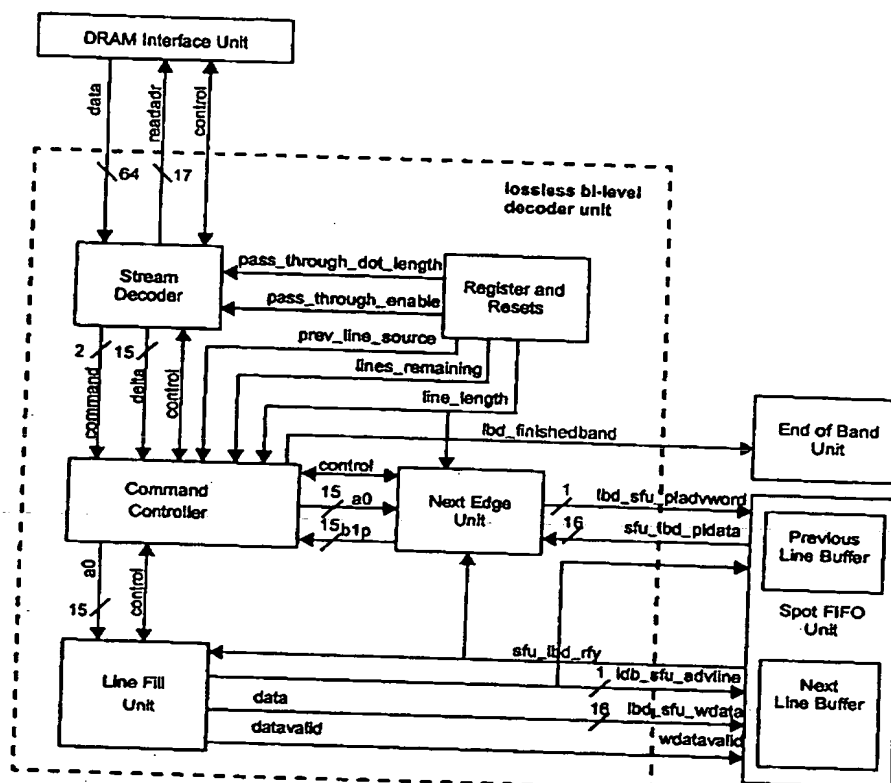 DRAM Interface Unit
data
readadr
control
64
17
lossless bi-level
decoder unit
Stream
Decoder
pass_through_dot_length
pass_through_enable
Register and
Resets
prev_line_source
lines_remaining
line_length
2
15
command
delta
control
lbd_finishedband
End of Band
Unit
Command
Controller
control
15
a0
15
b1p
Next Edge
Unit
1
lbd_sfu_pladvword
16
sfu_lbd_pldata
Previous
Line Buffer
Spot FIFO
Unit
a0
15
control
sfu_lbd_rfy
Line Fill
Unit
1
ldb_sfu_advline
data
16
lbd_sfu_wdata
datavalid
wdatavalid
Next
Line Buffer